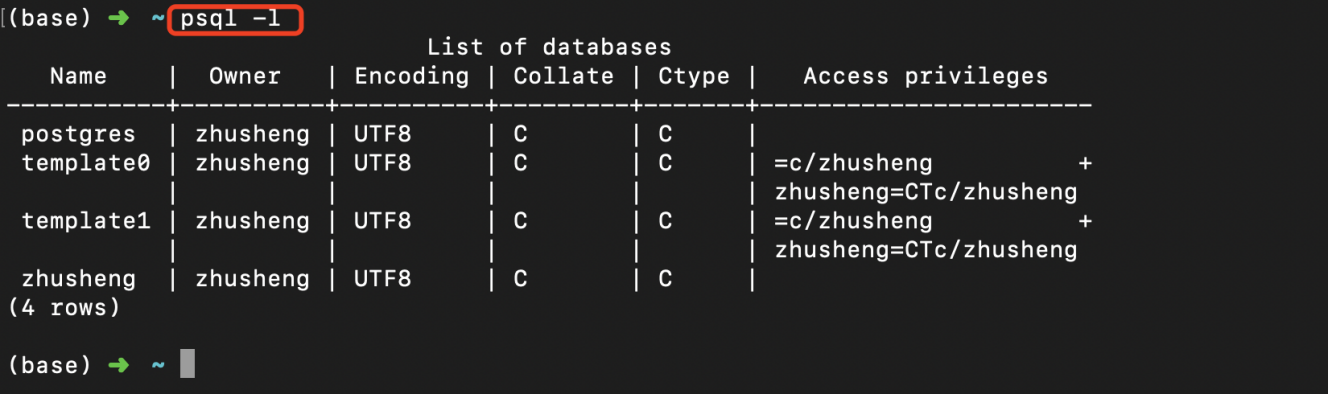 (base) ➜ ~ psql -l
                             List of databases
   Name    |  Owner   | Encoding | Collate | Ctype |   Access privileges
-----------+----------+----------+---------+-------+-----------------------
 postgres  | zhusheng | UTF8     | C       | C     |
 template0 | zhusheng | UTF8     | C       | C     | =c/zhusheng          +
           |          |          |         |       | zhusheng=CTc/zhusheng
 template1 | zhusheng | UTF8     | C       | C     | =c/zhusheng          +
           |          |          |         |       | zhusheng=CTc/zhusheng
 zhusheng  | zhusheng | UTF8     | C       | C     |
(4 rows)
(base) ➜ ~